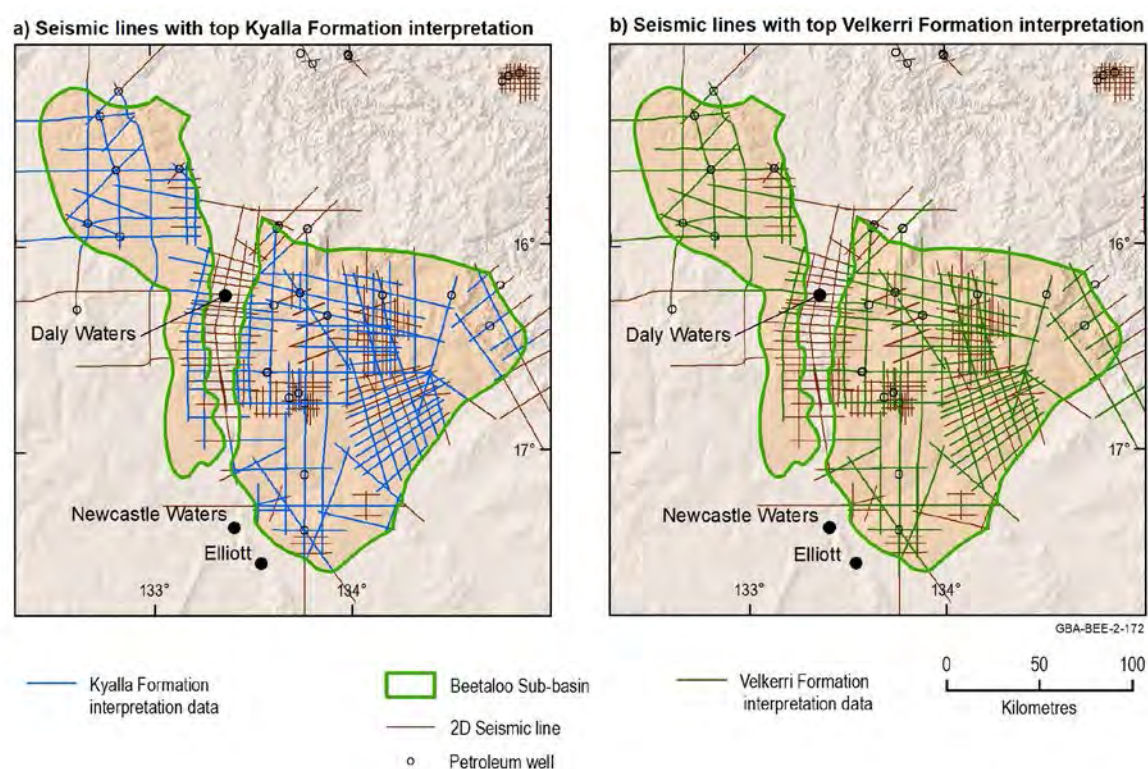 a) Seismic lines with top Kyalla Formation interpretation
b) Seismic lines with top Velkerri Formation interpretation
16°
Daly Waters
17°
Newcastle Waters
Elliott
133°
134°
16°
Daly Waters
17°
Newcastle Waters
Elliott
133°
134°
GBA-BEE-2-172
Kyalla Formation
interpretation data
Beetaloo Sub-basin
2D Seismic line
Petroleum well
Velkerri Formation
interpretation data
0 50 100
Kilometres